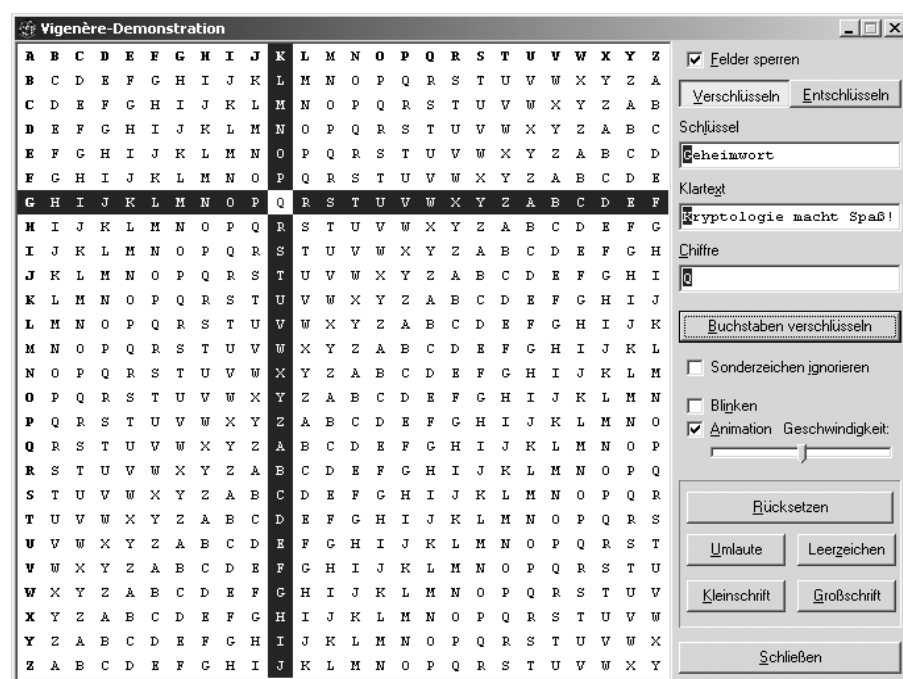 Vigenère-Demonstration
A B C D E F G H I J K L M N O P Q R S T U V W X Y Z
B C D E F G H I J K L M N O P Q R S T U V W X Y Z A
C D E F G H I J K L M N O P Q R S T U V W X Y Z A B
D E F G H I J K L M N O P Q R S T U V W X Y Z A B C
E F G H I J K L M N O P Q R S T U V W X Y Z A B C D
F G H I J K L M N O P Q R S T U V W X Y Z A B C D E
G H I J K L M N O P Q R S T U V W X Y Z A B C D E F
H I J K L M N O P Q R S T U V W X Y Z A B C D E F G
I J K L M N O P Q R S T U V W X Y Z A B C D E F G H
J K L M N O P Q R S T U V W X Y Z A B C D E F G H I
K L M N O P Q R S T U V W X Y Z A B C D E F G H I J
L M N O P Q R S T U V W X Y Z A B C D E F G H I J K
M N O P Q R S T U V W X Y Z A B C D E F G H I J K L
N O P Q R S T U V W X Y Z A B C D E F G H I J K L M
O P Q R S T U V W X Y Z A B C D E F G H I J K L M N
P Q R S T U V W X Y Z A B C D E F G H I J K L M N O
Q R S T U V W X Y Z A B C D E F G H I J K L M N O P
R S T U V W X Y Z A B C D E F G H I J K L M N O P Q
S T U V W X Y Z A B C D E F G H I J K L M N O P Q R
T U V W X Y Z A B C D E F G H I J K L M N O P Q R S
U V W X Y Z A B C D E F G H I J K L M N O P Q R S T
V W X Y Z A B C D E F G H I J K L M N O P Q R S T U
W X Y Z A B C D E F G H I J K L M N O P Q R S T U V
X Y Z A B C D E F G H I J K L M N O P Q R S T U V W
Y Z A B C D E F G H I J K L M N O P Q R S T U V W X
Z A B C D E F G H I J K L M N O P Q R S T U V W X Y
Felder sperren
Verschlüsseln Entschlüsseln
Schlüssel
Geheimwort
Klartext
Kryptologie macht Spaß!
Chiffre
Q
Buchstaben verschlüsseln
Sonderzeichen ignorieren
Blinken
Animation Geschwindigkeit:
Rücksetzen
Umlaute Leerzeichen
Kleinschrift Großschrift
Schließen